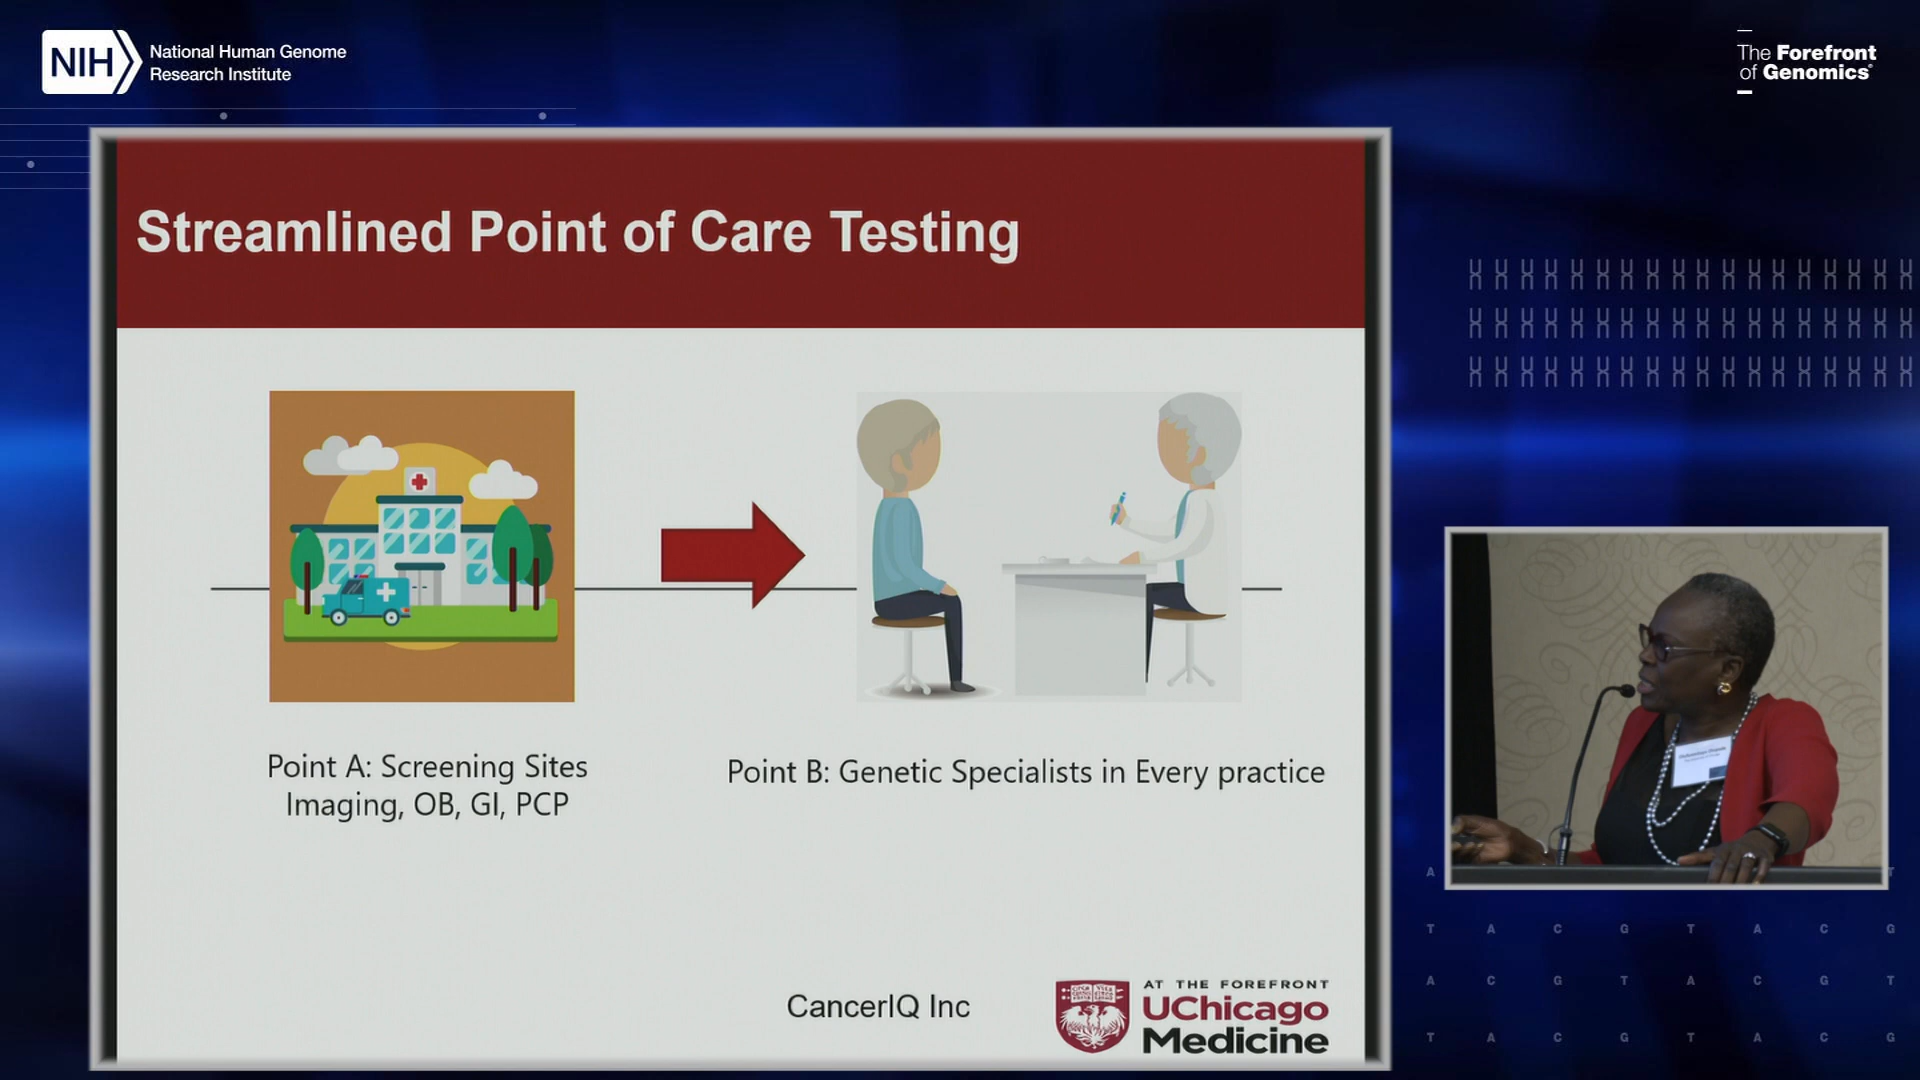 NIH
National Human Genome
Research Institute
The Forefront
of Genomics®
Streamlined Point of Care Testing
Point A: Screening Sites
Imaging, OB, GI, PCP
Point B: Genetic Specialists in Every practice
CancerIQ Inc
AT THE FOREFRONT
UChicago
Medicine
A T
T A C G T A C G
A C G T A C G T
T A C G T A C G